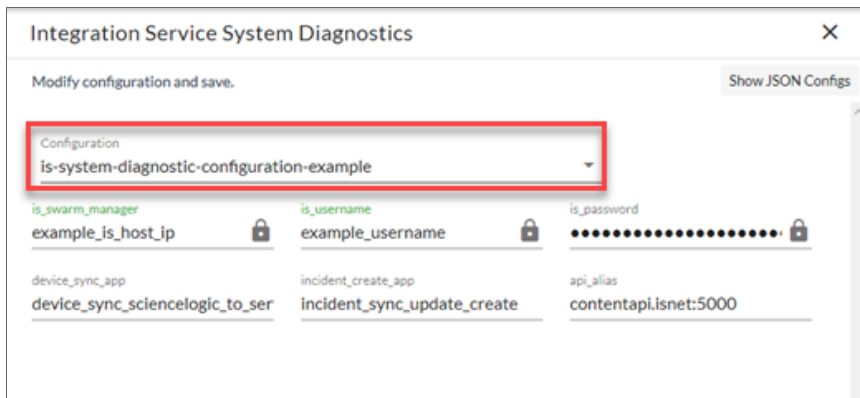 Integration Service System Diagnostics
Modify configuration and save.
Show JSON Configs
Configuration
is-system-diagnostic-configuration-example
is_swarm_manager
is_username
is_password
example_is_host_ip
example_username
device_sync_app
incident_create_app
api_alias
device_sync_sciencelogic_to_ser
incident_sync_update_create
contentapi.isnet:5000